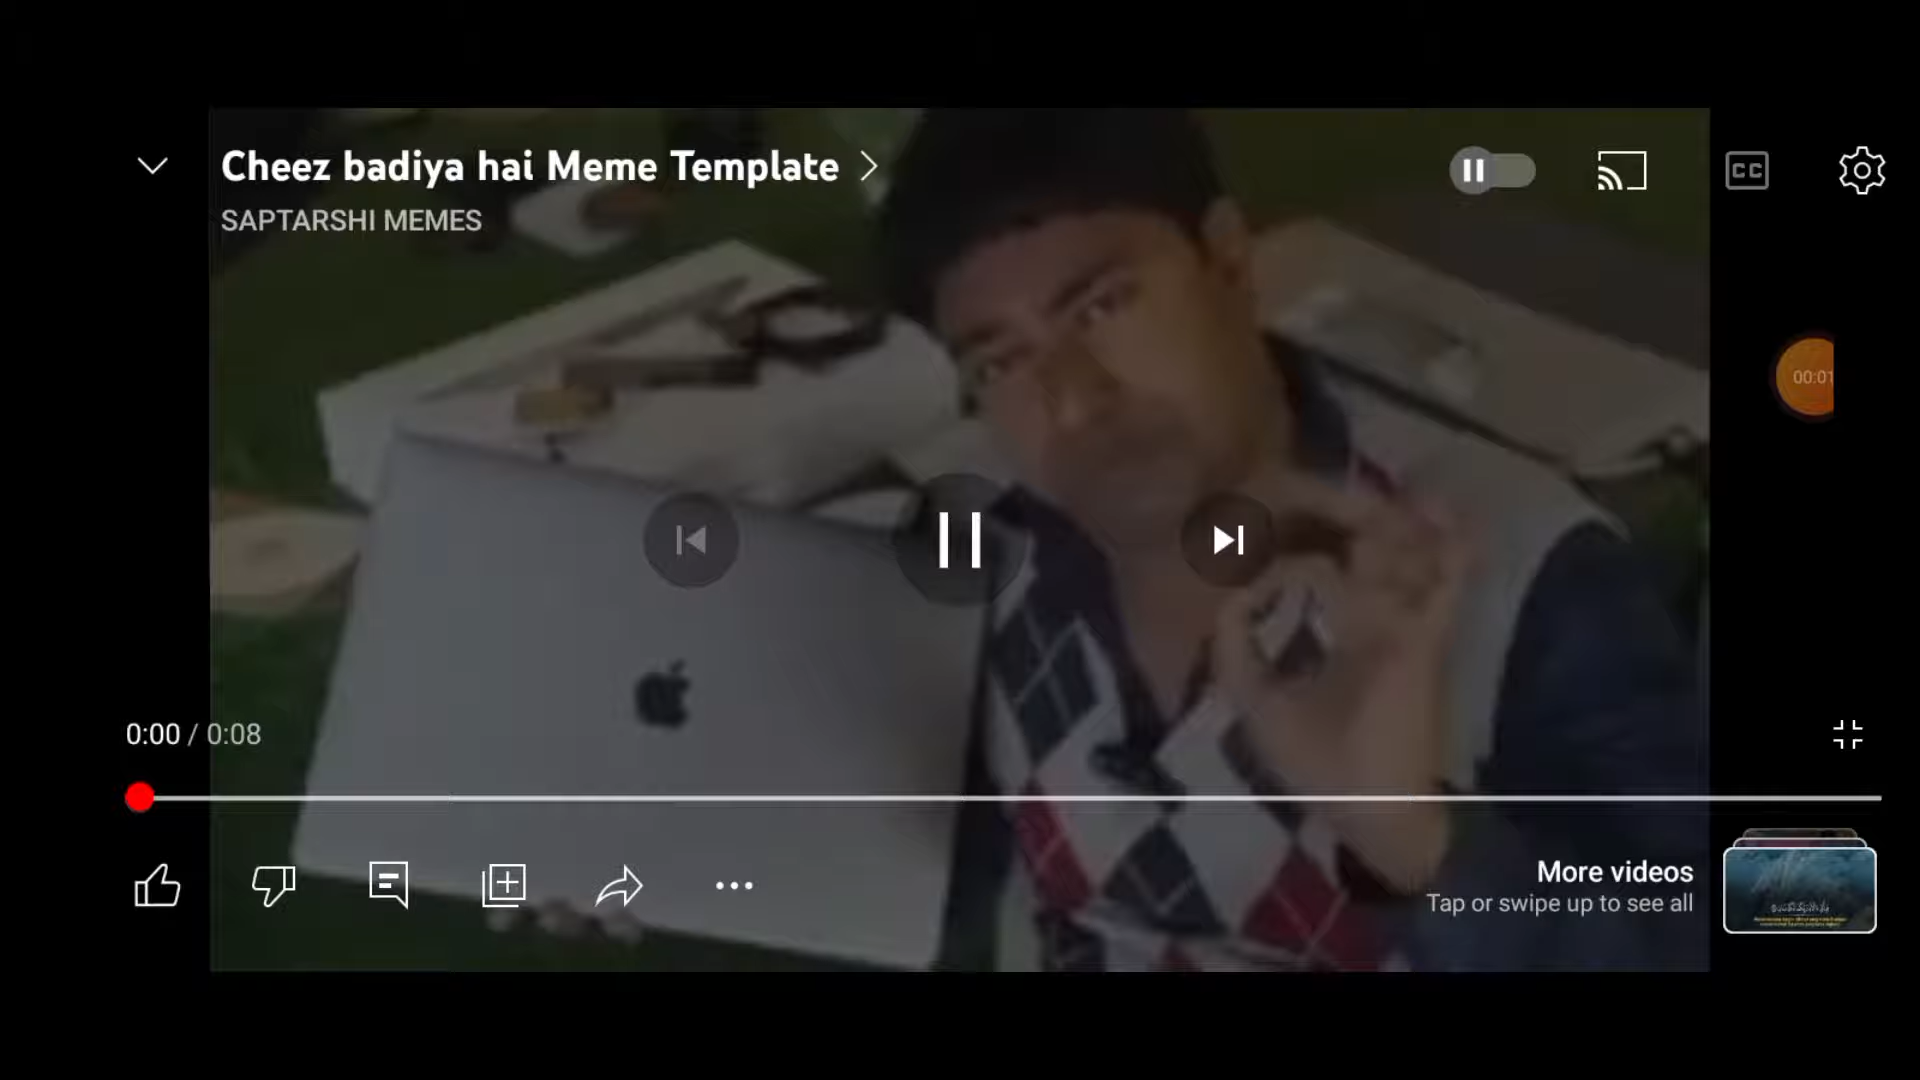 Cheez badiya hai Meme Template
SAPTARSHI MEMES
CC
00:01
0:00 / 0:08
More videos
Tap or swipe up to see all